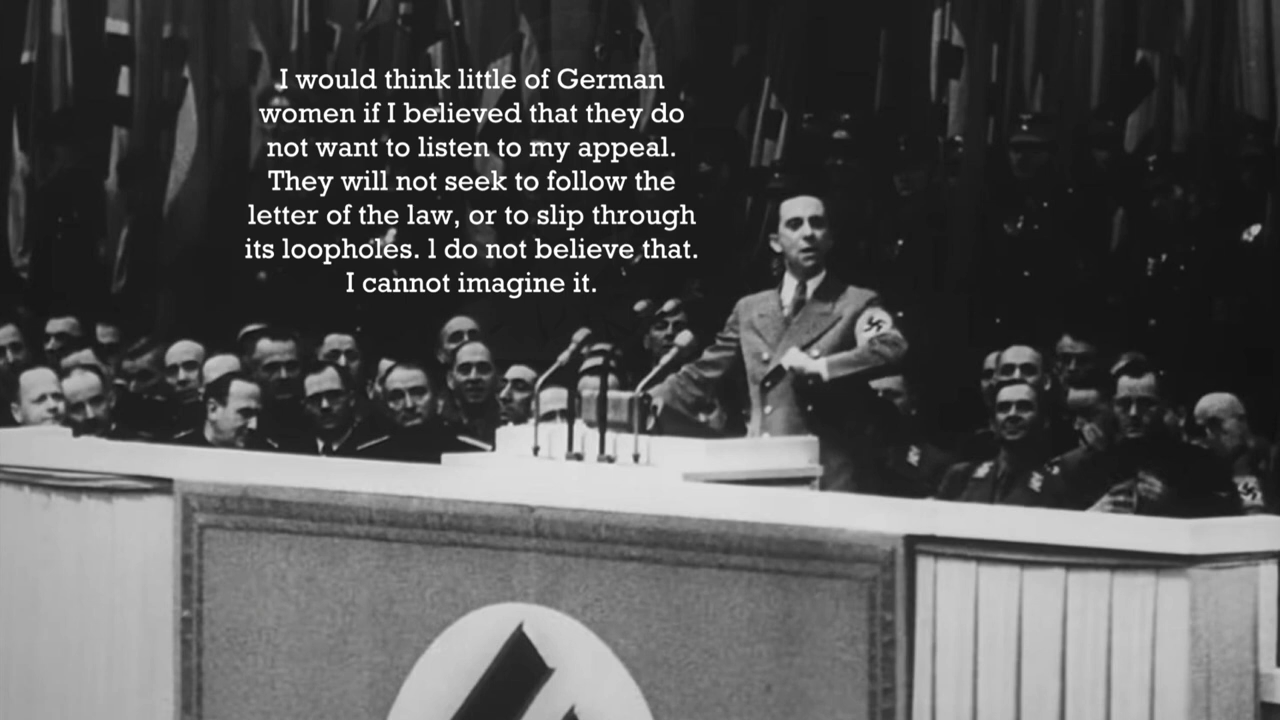 I would think little of German
women if I believed that they do
not want to listen to my appeal.
They will not seek to follow the
letter of the law, or to slip through
its loopholes. l do not believe that.
I cannot imagine it.